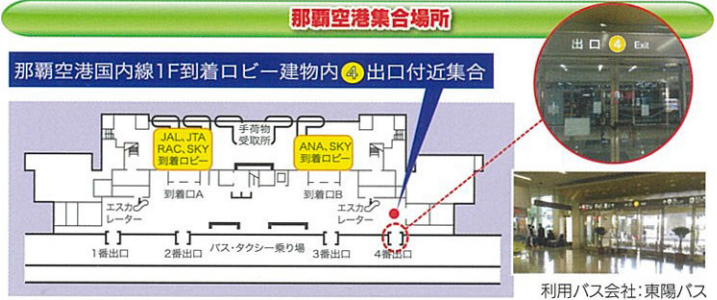 那覇空港集合場所
那覇空港国内線1F到着ロビー建物内④出口付近集合
出口 4 Exit
JAL、JTA
RAC、SKY
到着ロビー
手荷物
受取所
ANA、SKY
到着ロビー
到着口A
到着口B
エスカ
レーター
エスカ
レーター
1番出口
2番出口
バス・タクシー乗り場
3番出口
4番出口
利用バス会社:東陽バス